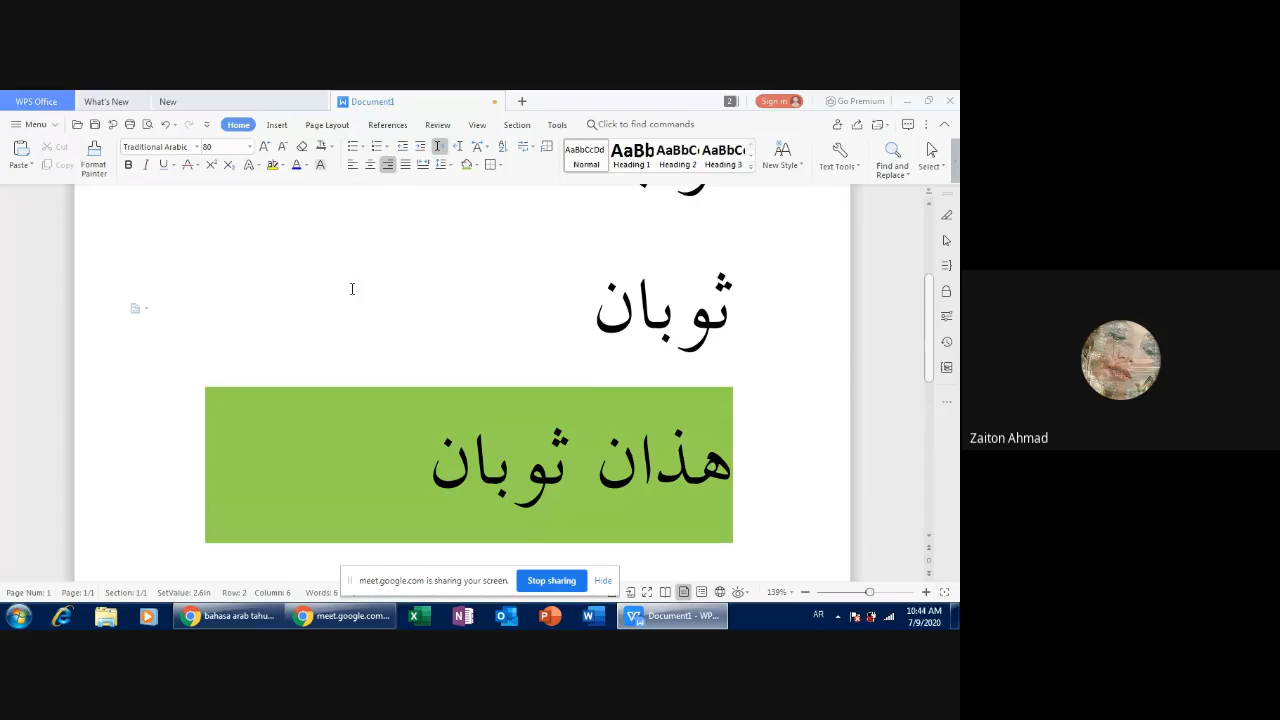 WPS Office What's New New Document1 2 Sign in Go Premium
Menu Home Insert Page Layout References Review View Section Tools Click to find commands
Paste Cut Copy Format Painter Traditional Arabic 80 AaBbCcDd Normal AaBb Heading 1 AaBbC Heading 2 AaBbC Heading 3 New Style Text Tools Find and Replace Select
ثوبان
هذان ثوبان
Zaiton Ahmad
meet.google.com is sharing your screen. Stop sharing Hide
Page Num: 1 Page: 1/1 Section: 1/1 SetValue: 2.6in Row: 2 Column: 6 Words: 6 139%
bahasa arab tahu... meet.google.com... Document1 - WP... AR 10:44 AM
7/9/2020